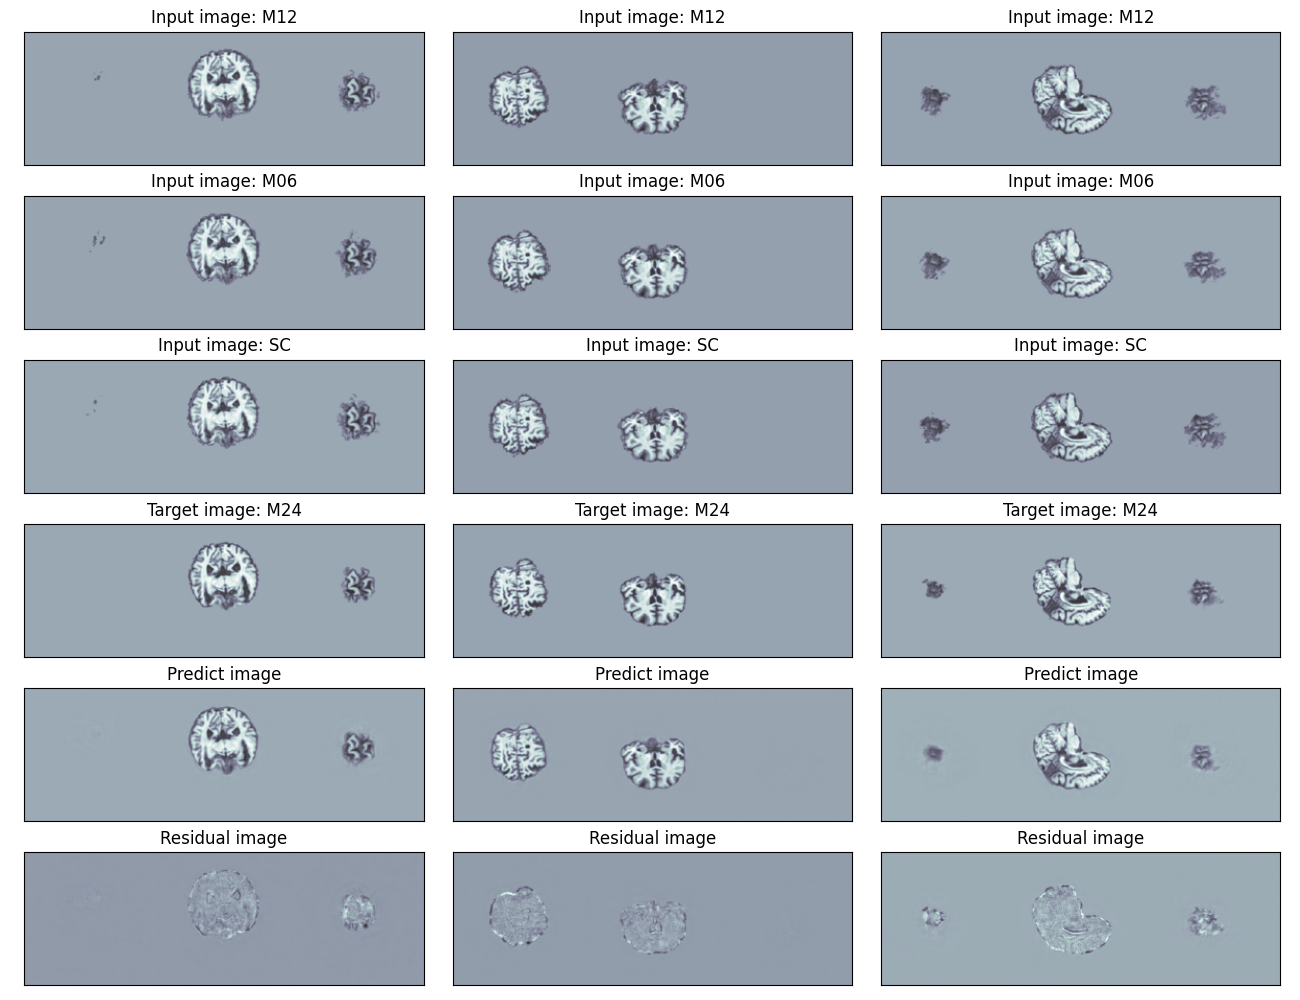 Input image: M12 Input image: M12 Input image: M12
Input image: M06 Input image: M06 Input image: M06
Input image: SC Input image: SC Input image: SC
Target image: M24 Target image: M24 Target image: M24
Predict image Predict image Predict image
Residual image Residual image Residual image